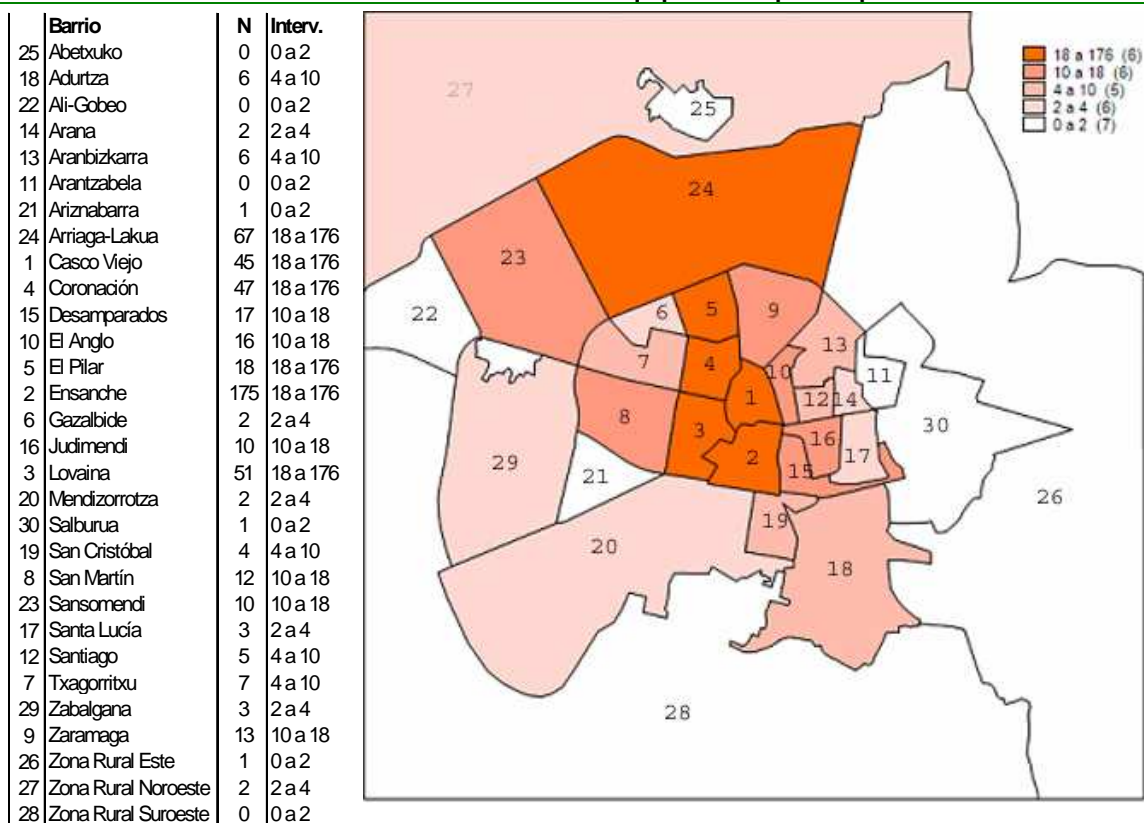 Barrio N Interv.
25 Abetxuko 0 0 a 2
18 Adurtza 6 4 a 10
22 Ali-Gobeo 0 0 a 2
14 Arana 2 2 a 4
13 Aranbizkarra 6 4 a 10
11 Arantzabela 0 0 a 2
21 Ariznabarra 1 0 a 2
24 Arriaga-Lakua 67 18 a 176
1 Casco Viejo 45 18 a 176
4 Coronación 47 18 a 176
15 Desamparados 17 10 a 18
10 El Anglo 16 10 a 18
5 El Pilar 18 18 a 176
2 Ensanche 175 18 a 176
6 Gazalbide 2 2 a 4
16 Judimendi 10 10 a 18
3 Lovaina 51 18 a 176
20 Mendizorrotza 2 2 a 4
30 Salburua 1 0 a 2
19 San Cristóbal 4 4 a 10
8 San Martín 12 10 a 18
23 Sansomendi 10 10 a 18
17 Santa Lucía 3 2 a 4
12 Santiago 5 4 a 10
7 Txagorritxu 7 4 a 10
29 Zabalgana 3 2 a 4
9 Zaramaga 13 10 a 18
26 Zona Rural Este 1 0 a 2
27 Zona Rural Noroeste 2 2 a 4
28 Zona Rural Suroeste 0 0 a 2
18 a 176 (6)
10 a 18 (6)
4 a 10 (5)
2 a 4 (6)
0 a 2 (7)
27
25
24
23
22
6
5
9
13
7
4
10
11
1
12
14
8
3
16
30
2
15
17
29
21
26
19
20
18
28